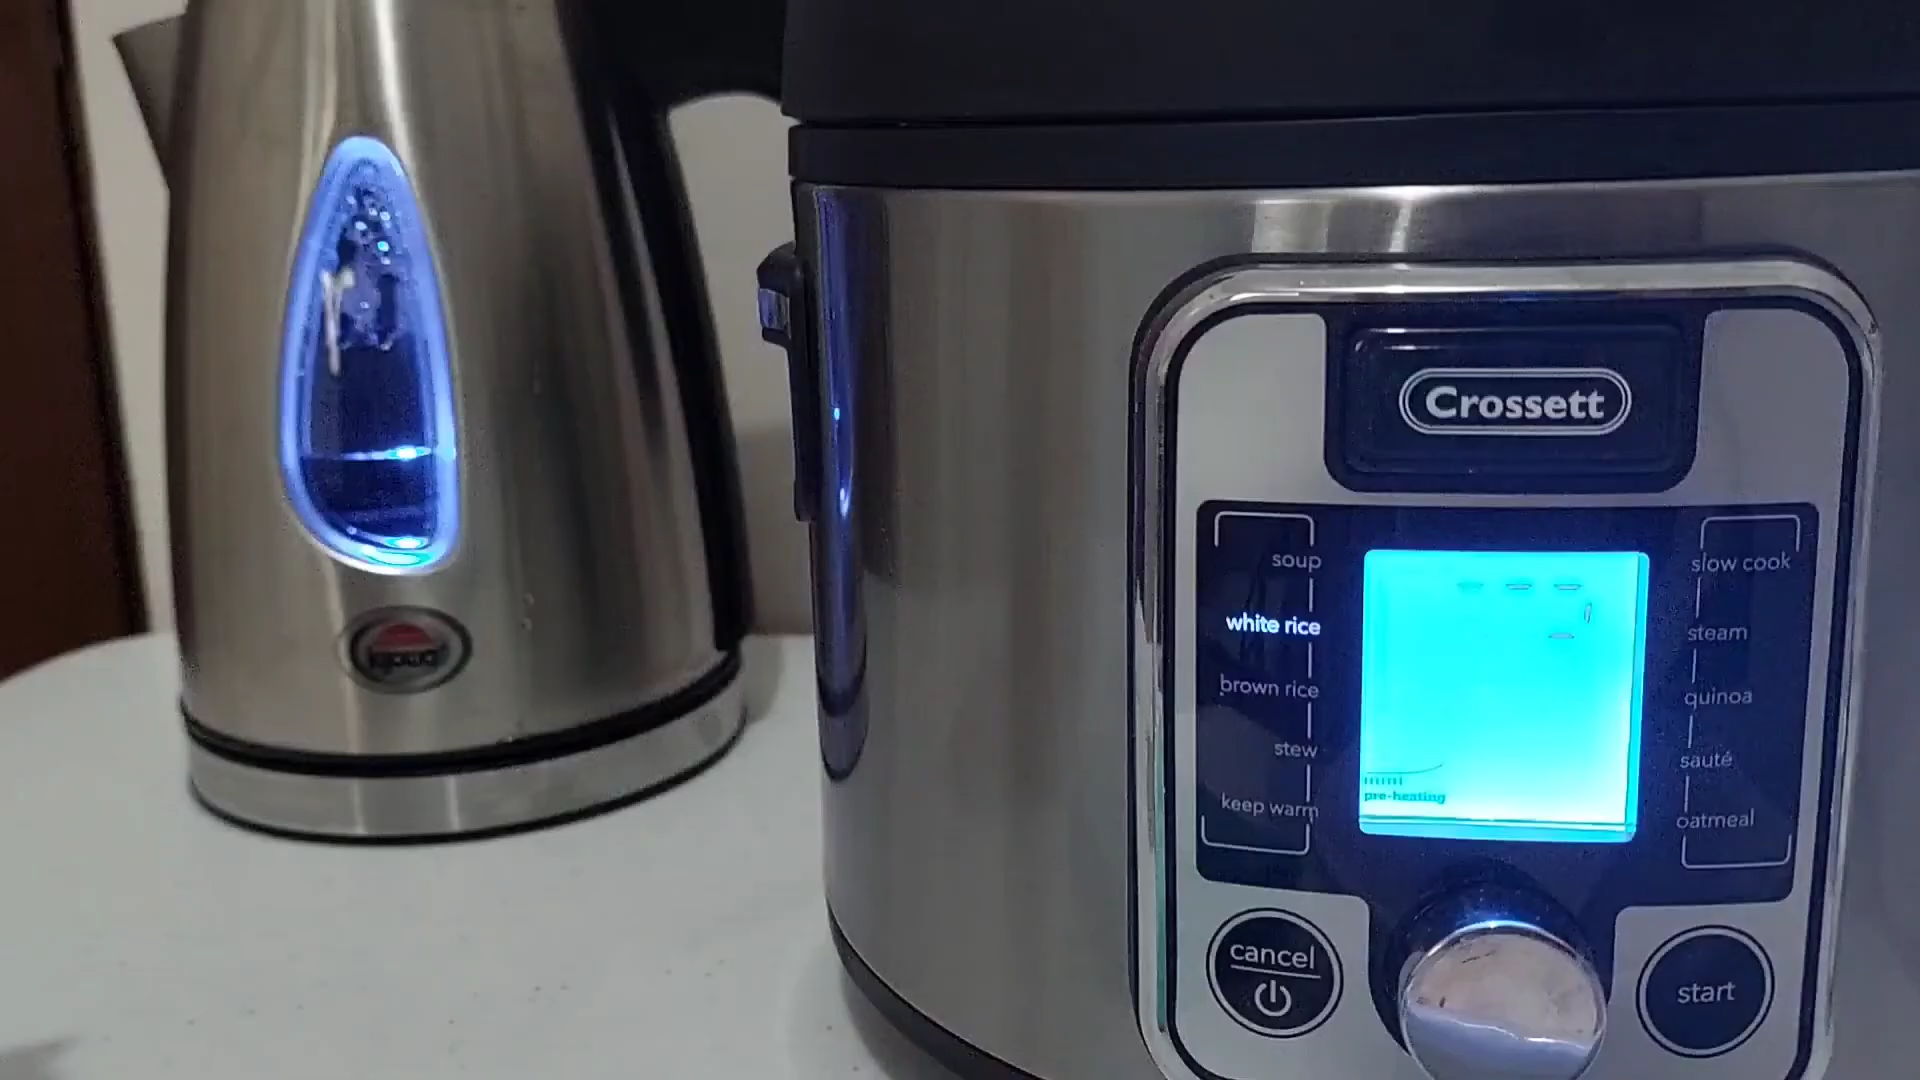 Crossett
soup
white rice
brown rice
stew
keep warm
slow cook
steam
quinoa
sauté
oatmeal
pre-heating
cancel
start